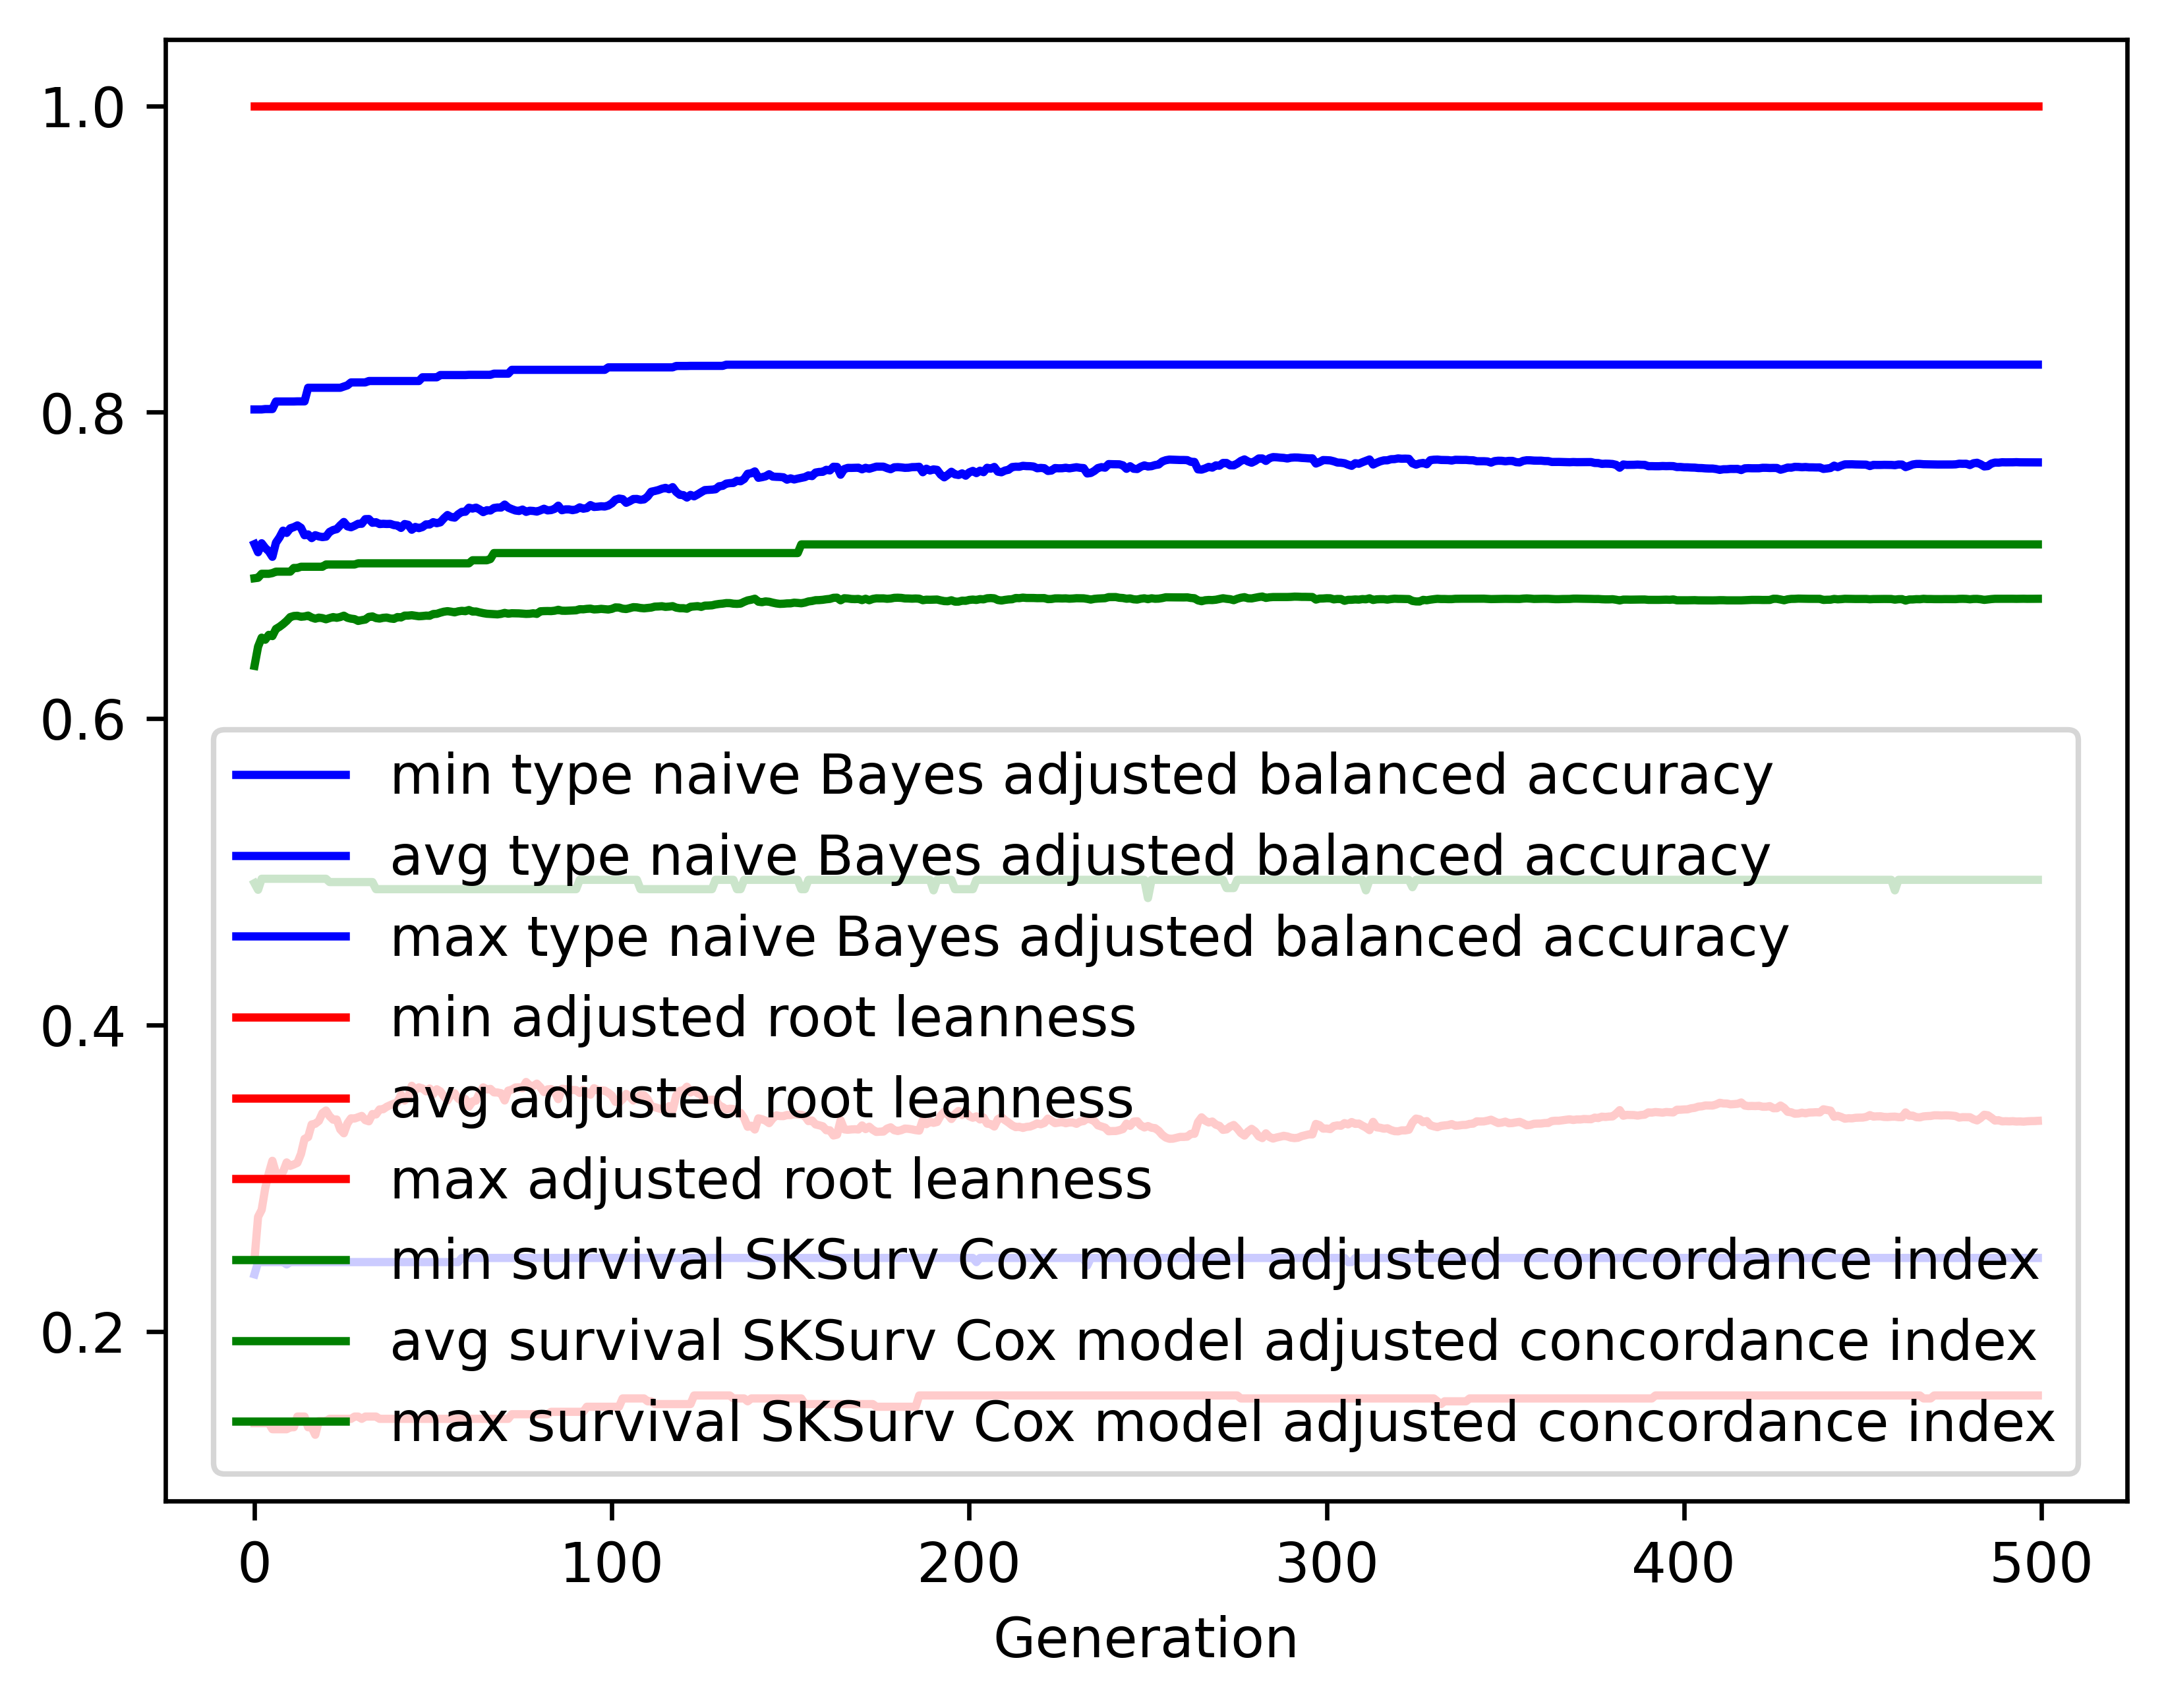 1.0
0.8
0.6
0.4
0.2
min type naive Bayes adjusted balanced accuracy
avg type naive Bayes adjusted balanced accuracy
max type naive Bayes adjusted balanced accuracy
min adjusted root leanness
avg adjusted root leanness
max adjusted root leanness
min survival SKSurv Cox model adjusted concordance index
avg survival SKSurv Cox model adjusted concordance index
max survival SKSurv Cox model adjusted concordance index
0 100 200 300 400 500
Generation